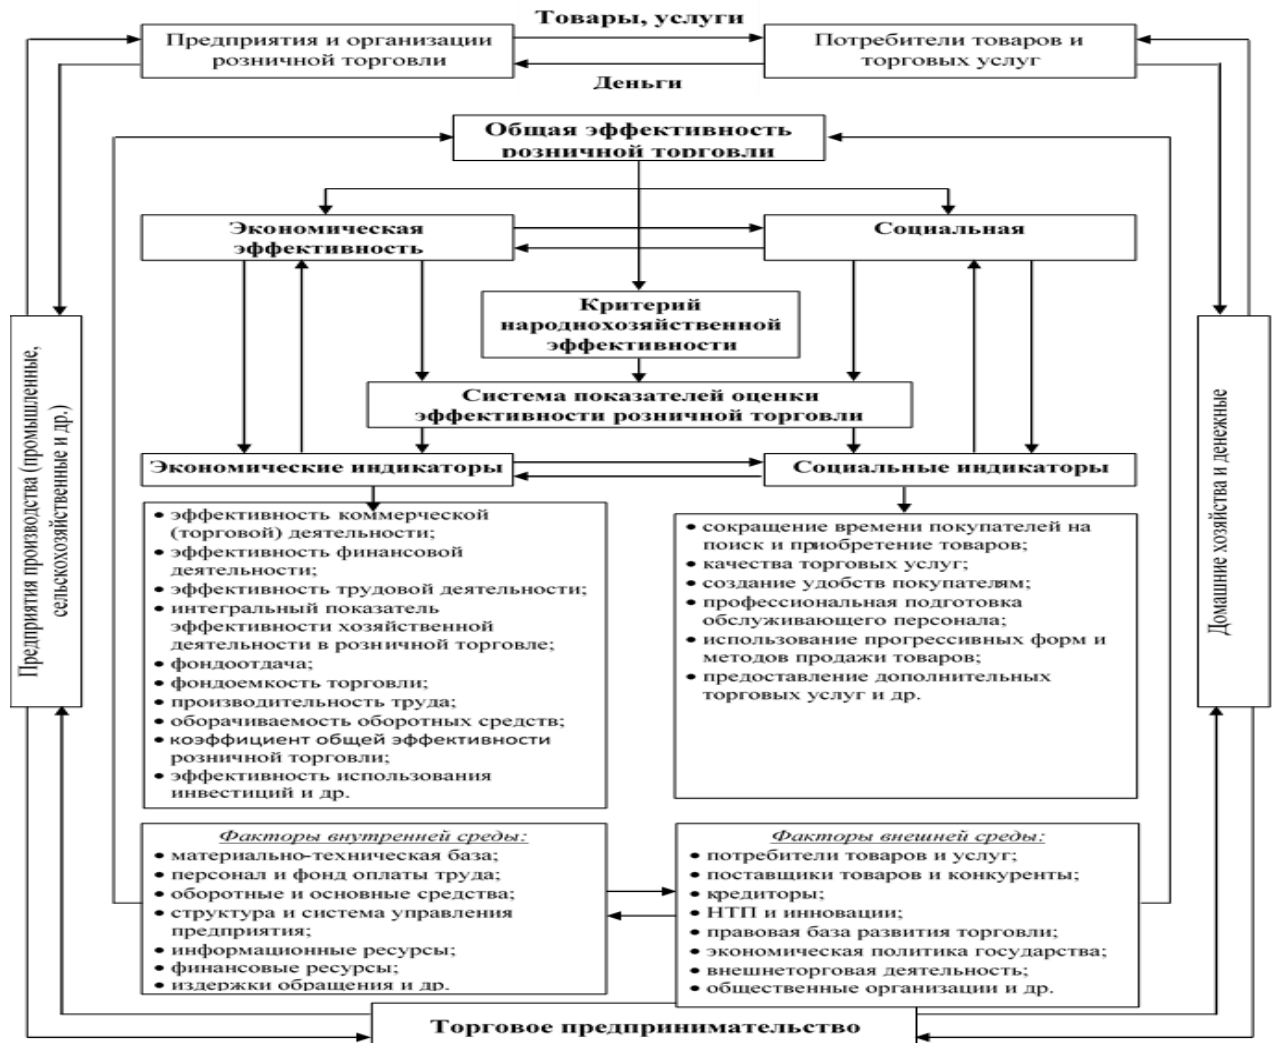 Товары, услуги
Предприятия и организации
розничной торговли
Потребители товаров и
торговых услуг
Деньги
Общая эффективность
розничной торговли
Экономическая
эффективность
Социальная
Критерий
народнохозяйственной
эффективности
Система показателей оценки
эффективности розничной торговли
Предприятия производства (промышленные,
сельскохозяйственные и др.)
Домашние хозяйства и денежные
Экономические индикаторы
Социальные индикаторы
• эффективность коммерческой
(торговой) деятельности;
• эффективность финансовой
деятельности;
• эффективность трудовой деятельности;
• интегральный показатель
эффективности хозяйственной
деятельности в розничной торговле;
• фондоотдача;
• фондоемкость торговли;
• производительность труда;
• оборачиваемость оборотных средств;
• коэффициент общей эффективности
розничной торговли;
• эффективность использования
инвестиций и др.
• сокращение времени покупателей на
поиск и приобретение товаров;
• качества торговых услуг;
• создание удобств покупателям;
• профессиональная подготовка
обслуживающего персонала;
• использование прогрессивных форм и
методов продажи товаров;
• предоставление дополнительных
торговых услуг и др.
Факторы внутренней среды:
• материально-техническая база;
• персонал и фонд оплаты труда;
• оборотные и основные средства;
• структура и система управления
предприятия;
• информационные ресурсы;
• финансовые ресурсы;
• издержки обращения и др.
Факторы внешней среды:
• потребители товаров и услуг;
• поставщики товаров и конкуренты;
• кредиторы;
• НТП и инновации;
• правовая база развития торговли;
• экономическая политика государства;
• внешнеторговая деятельность;
• общественные организации и др.
Торговое предпринимательство